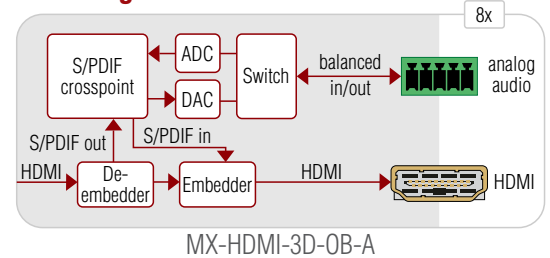 8x
S/PDIF
crosspoint
ADC
DAC
Switch
balanced
in/out
analog
audio
S/PDIF out
S/PDIF in
HDMI
De-
embedder
Embedder
HDMI
HDMI
MX-HDMI-3D-OB-A